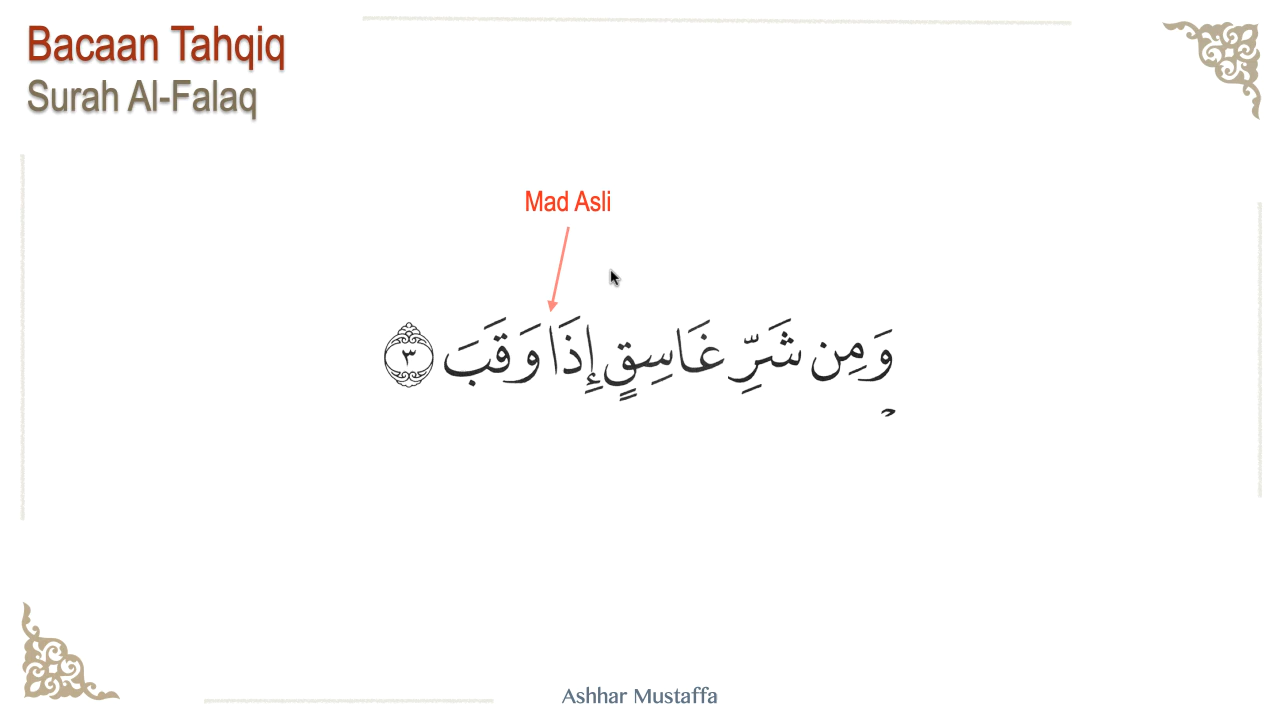 Bacaan Tahqiq
Surah Al-Falaq
Mad Asli
وَمِن شَرِّ غَاسِقٍ إِذَا وَقَبَ ٣
Ashhar Mustaffa